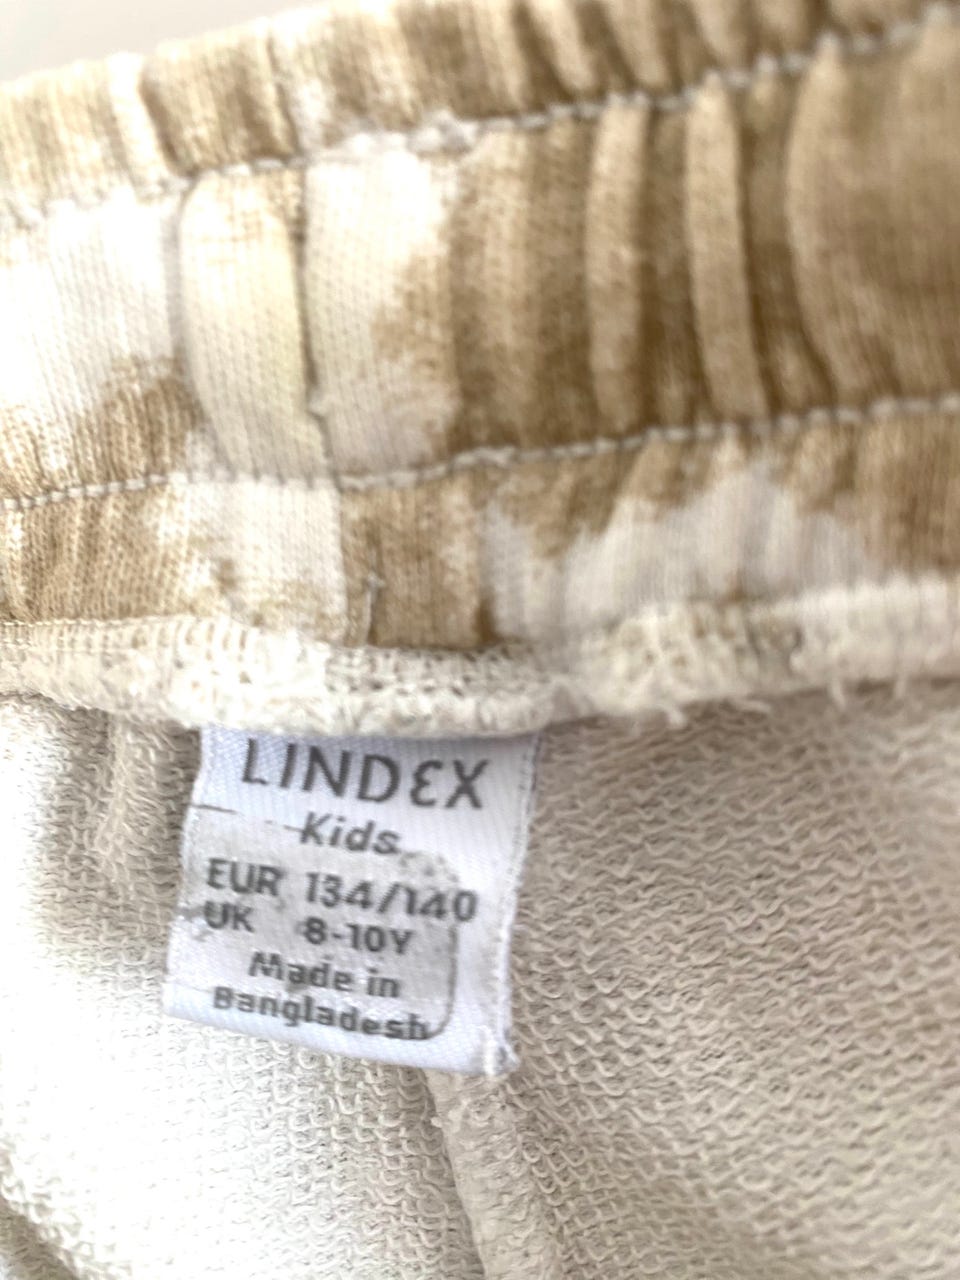 LINDEX
Kids
EUR 134/140
UK 8-10Y
Made in
Bangladesh